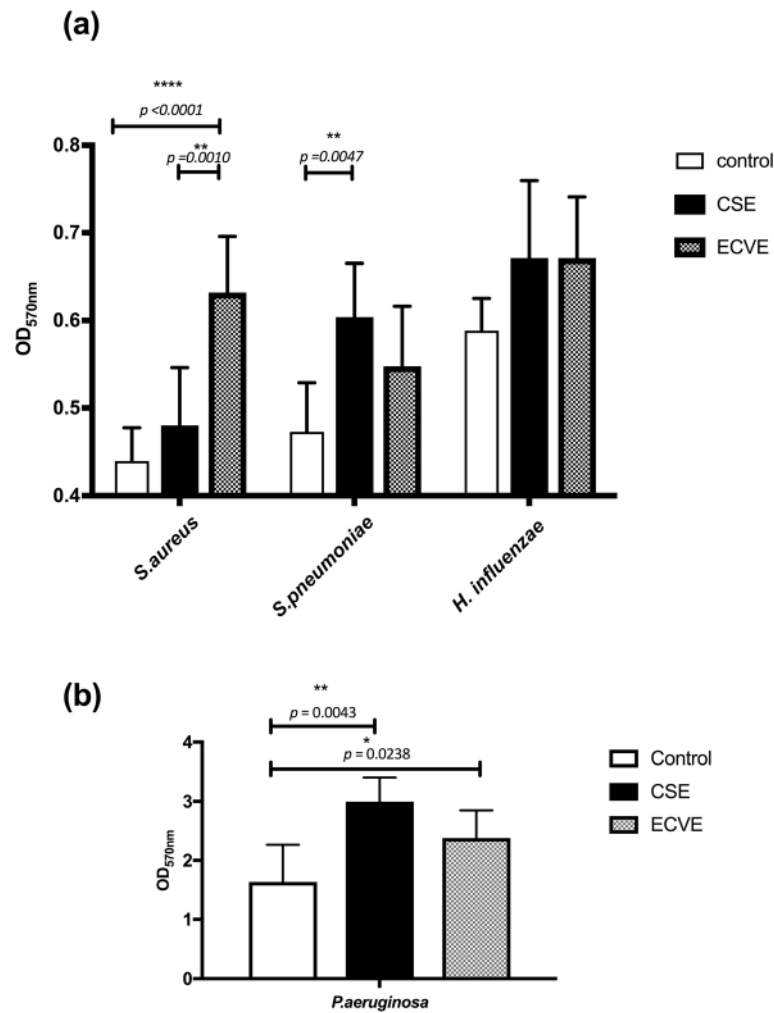 (a)
****
p <0.0001
**
p =0.0010
**
p =0.0047
0.8
0.7
0.6
0.5
0.4
OD570nm
control
CSE
ECVE
S.aureus
S.pneumoniae
H. influenzae
(b)
**
p = 0.0043
*
p = 0.0238
4
3
2
1
0
OD570nm
Control
CSE
ECVE
P.aeruginosa